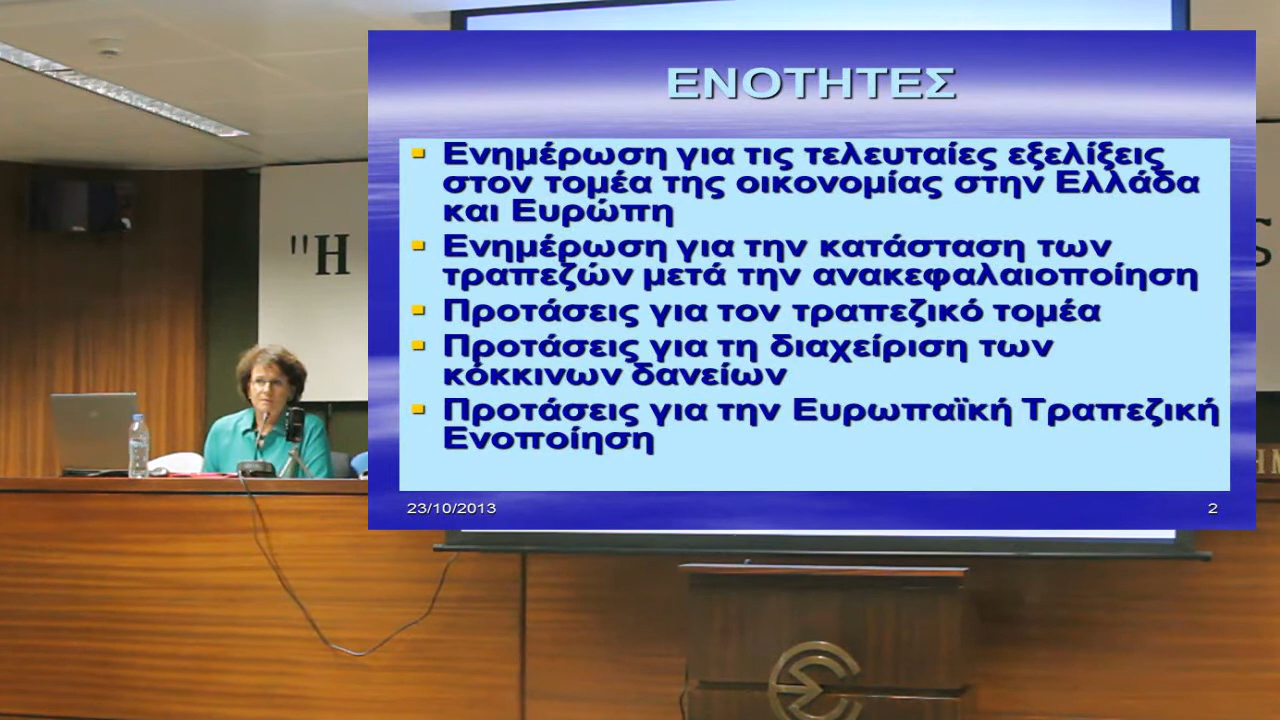 ΕΝΟΤΗΤΕΣ
Ενημέρωση για τις τελευταίες εξελίξεις
στον τομέα της οικονομίας στην Ελλάδα
και Ευρώπη
Ενημέρωση για την κατάσταση των
τραπεζών μετά την ανακεφαλαιοποίηση
Προτάσεις για τον τραπεζικό τομέα
Προτάσεις για τη διαχείριση των
κόκκινων δανείων
Προτάσεις για την Ευρωπαϊκή Τραπεζική
Ενοποίηση
23/10/2013
2
"Η